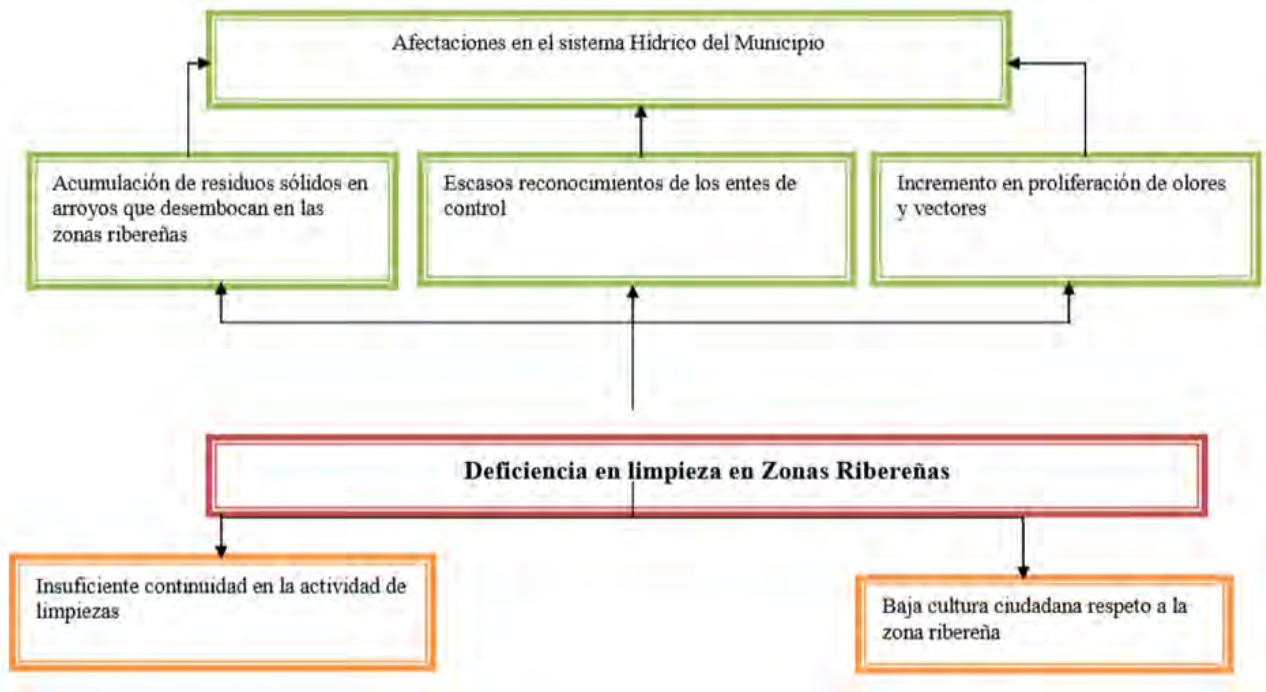 Afectaciones en el sistema Hídrico del Municipio
Acumulación de residuos sólidos en
arroyos que desembocan en las
zonas ribereñas
Escasos reconocimientos de los entes de
control
Incremento en proliferación de olores
y vectores
Deficiencia en limpieza en Zonas Ribereñas
Insuficiente continuidad en la actividad de
limpiezas
Baja cultura ciudadana respeto a la
zona ribereña